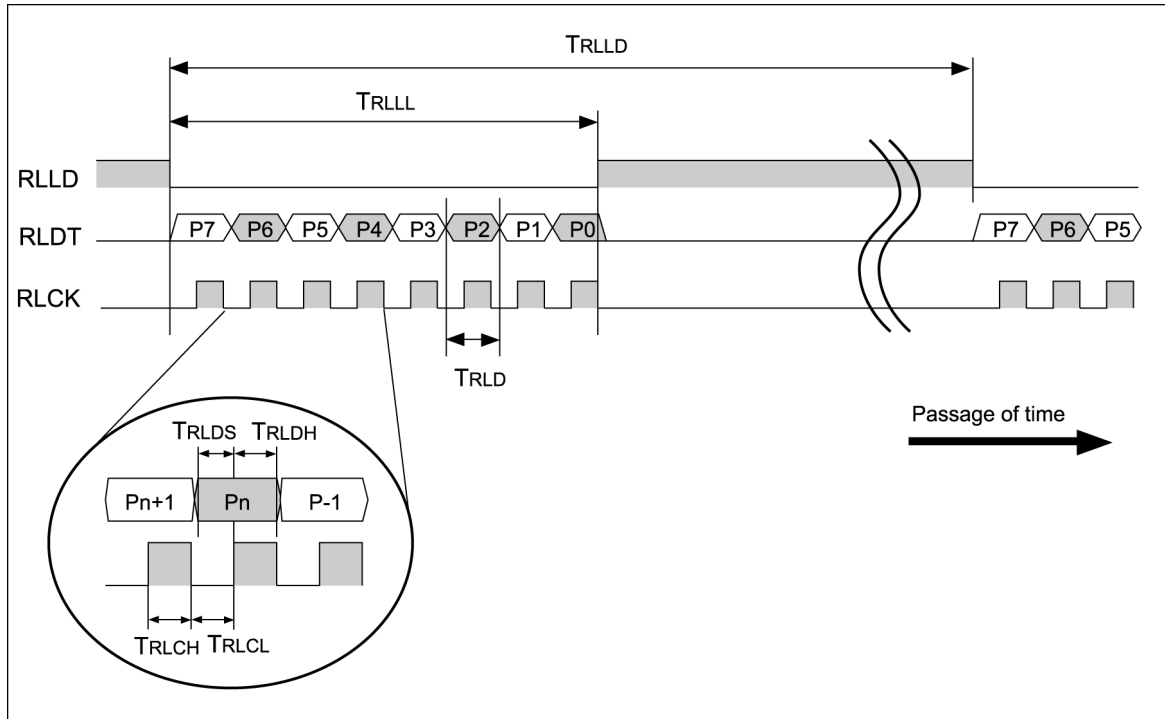 TRLLD
TRLLL
RLLD
RLDT P7 P6 P5 P4 P3 P2 P1 P0 P7 P6 P5
RLCK
TRLD
Passage of time
TRLDS TRLDH
Pn+1 Pn P-1
TRLCH TRLCL